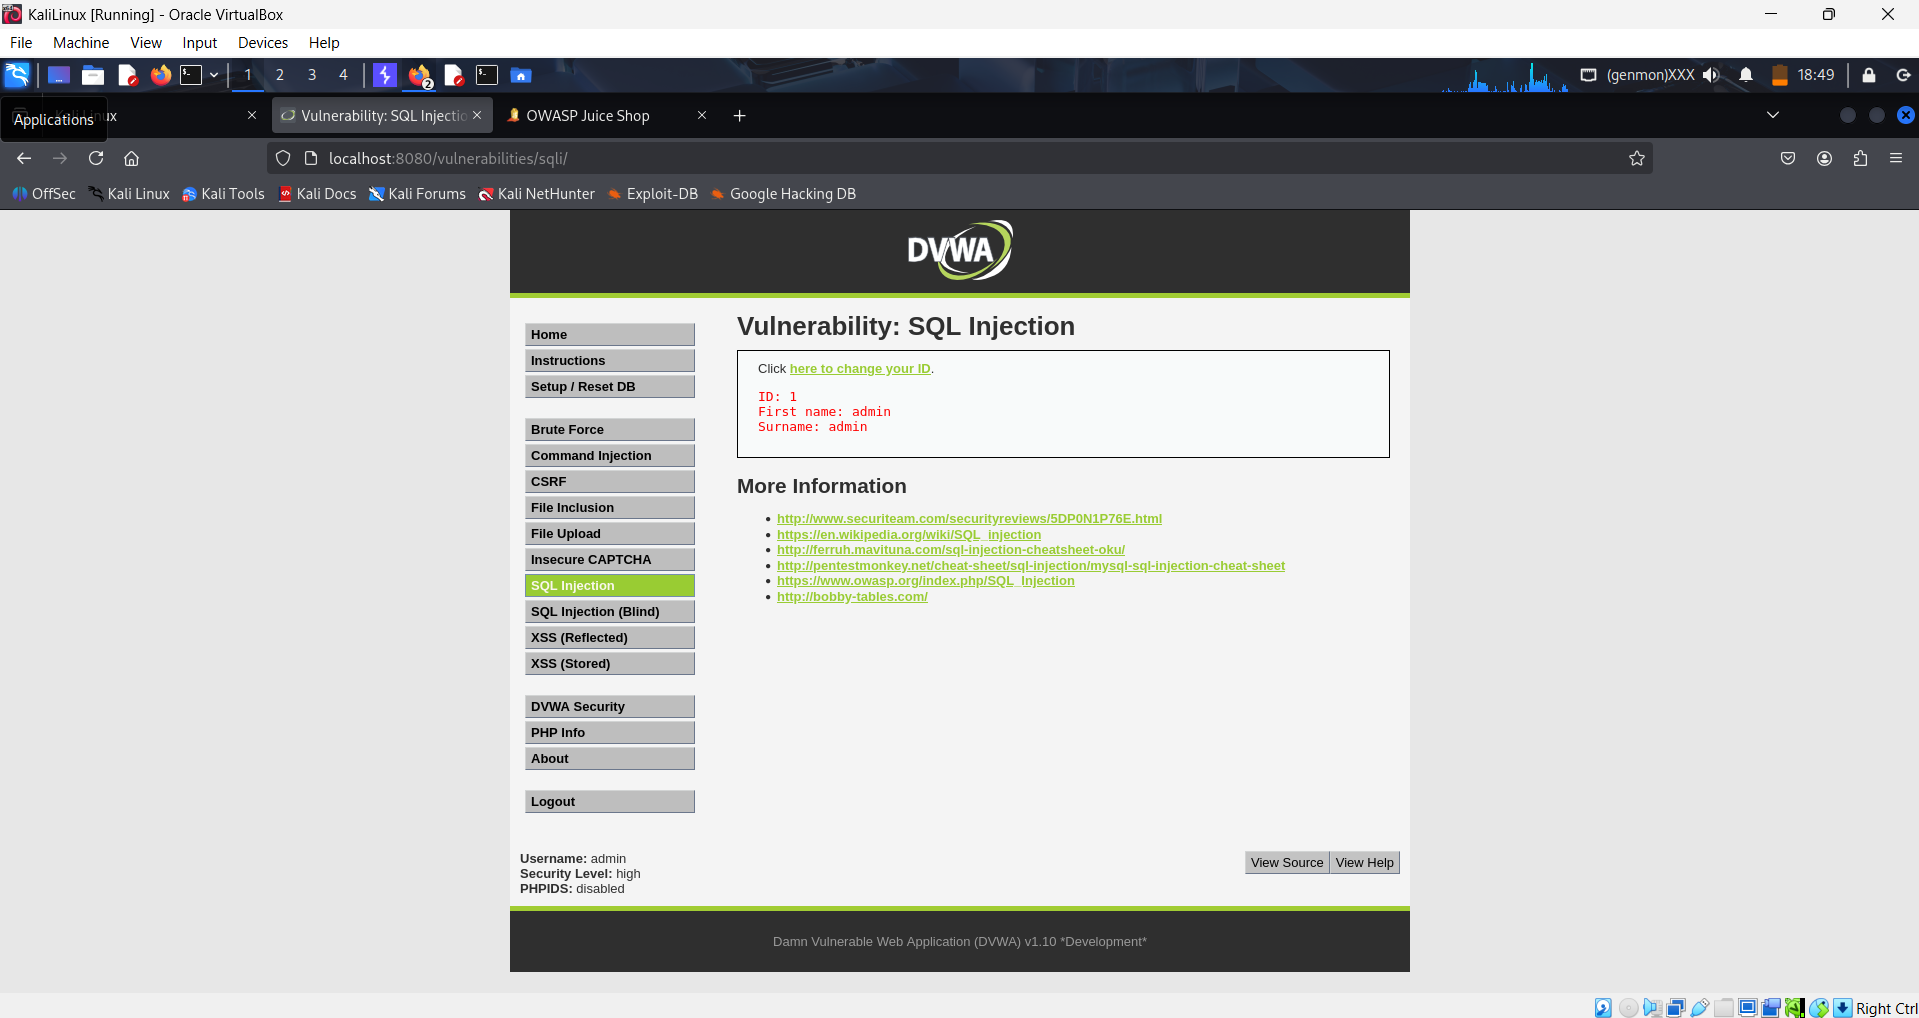 KaliLinux [Running] - Oracle VirtualBox
File Machine View Input Devices Help
1 2 3 4 2 (genmon)XXX 18:49
Applications
Vulnerability: SQL Injectio
OWASP Juice Shop
localhost:8080/vulnerabilities/sqli/
OffSec Kali Linux Kali Tools Kali Docs Kali Forums Kali NetHunter Exploit-DB Google Hacking DB
DVWA
Home
Instructions
Setup / Reset DB
Brute Force
Command Injection
CSRF
File Inclusion
File Upload
Insecure CAPTCHA
SQL Injection
SQL Injection (Blind)
XSS (Reflected)
XSS (Stored)
DVWA Security
PHP Info
About
Logout
Vulnerability: SQL Injection
Click here to change your ID.
ID: 1
First name: admin
Surname: admin
More Information
http://www.securiteam.com/securityreviews/5DP0N1P76E.html
https://en.wikipedia.org/wiki/SQL_injection
http://ferruh.mavituna.com/sql-injection-cheatsheet-oku/
http://pentestmonkey.net/cheat-sheet/sql-injection/mysql-sql-injection-cheat-sheet
https://www.owasp.org/index.php/SQL_Injection
http://bobby-tables.com/
Username: admin
Security Level: high
PHPIDS: disabled
View Source View Help
Damn Vulnerable Web Application (DVWA) v1.10 *Development*
Right Ctrl